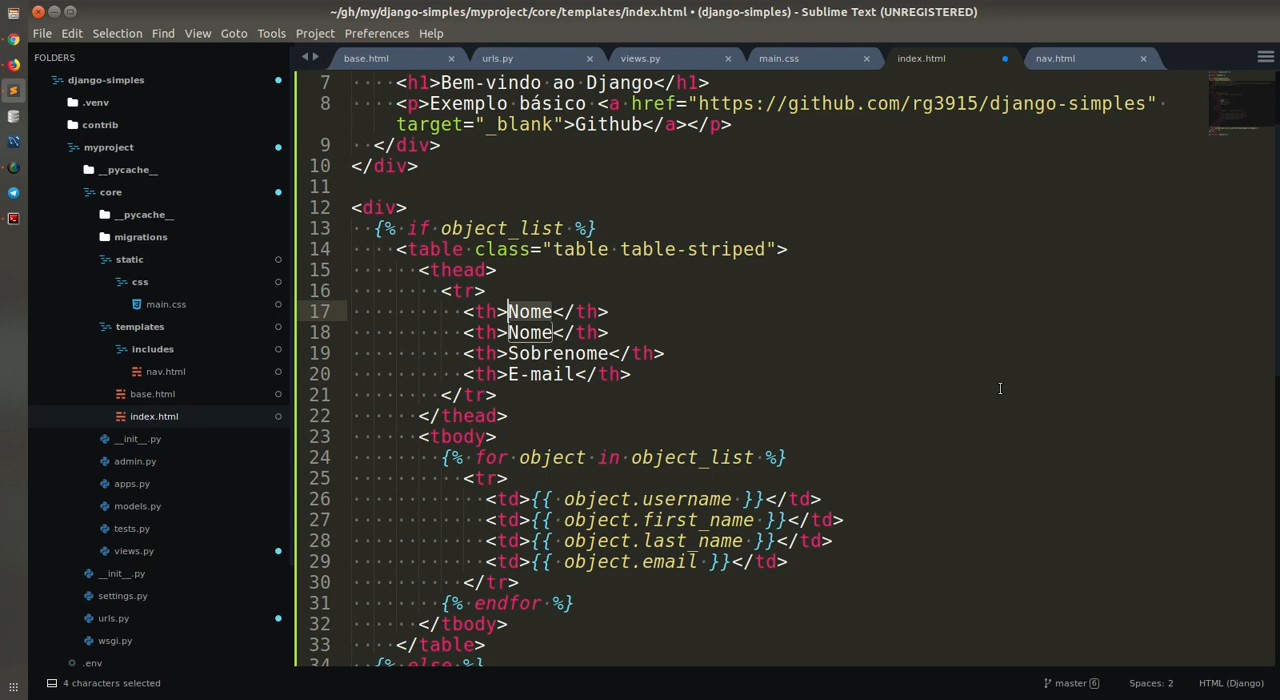 ~/gh/my/django-simples/myproject/core/templates/index.html • (django-simples) - Sublime Text (UNREGISTERED)
File Edit Selection Find View Goto Tools Project Preferences Help
FOLDERS
django-simples
.venv
contrib
myproject
__pycache__
core
__pycache__
migrations
static
css
main.css
templates
includes
nav.html
base.html
index.html
__init__.py
admin.py
apps.py
models.py
tests.py
views.py
__init__.py
settings.py
urls.py
wsgi.py
.env
base.html urls.py views.py main.css index.html nav.html
7 <h1>Bem-vindo ao Django</h1>
8 <p>Exemplo básico <a href="https://github.com/rg3915/django-simples"
target="_blank">Github</a></p>
9 </div>
10 </div>
11
12 <div>
13 {% if object_list %}
14 <table class="table table-striped">
15 <thead>
16 <tr>
17 <th>Nome</th>
18 <th>Nome</th>
19 <th>Sobrenome</th>
20 <th>E-mail</th>
21 </tr>
22 </thead>
23 <tbody>
24 {% for object in object_list %}
25 <tr>
26 <td>{{ object.username }}</td>
27 <td>{{ object.first_name }}</td>
28 <td>{{ object.last_name }}</td>
29 <td>{{ object.email }}</td>
30 </tr>
31 {% endfor %}
32 </tbody>
33 </table>
34 {% else %}
4 characters selected
master 6 Spaces: 2 HTML (Django)